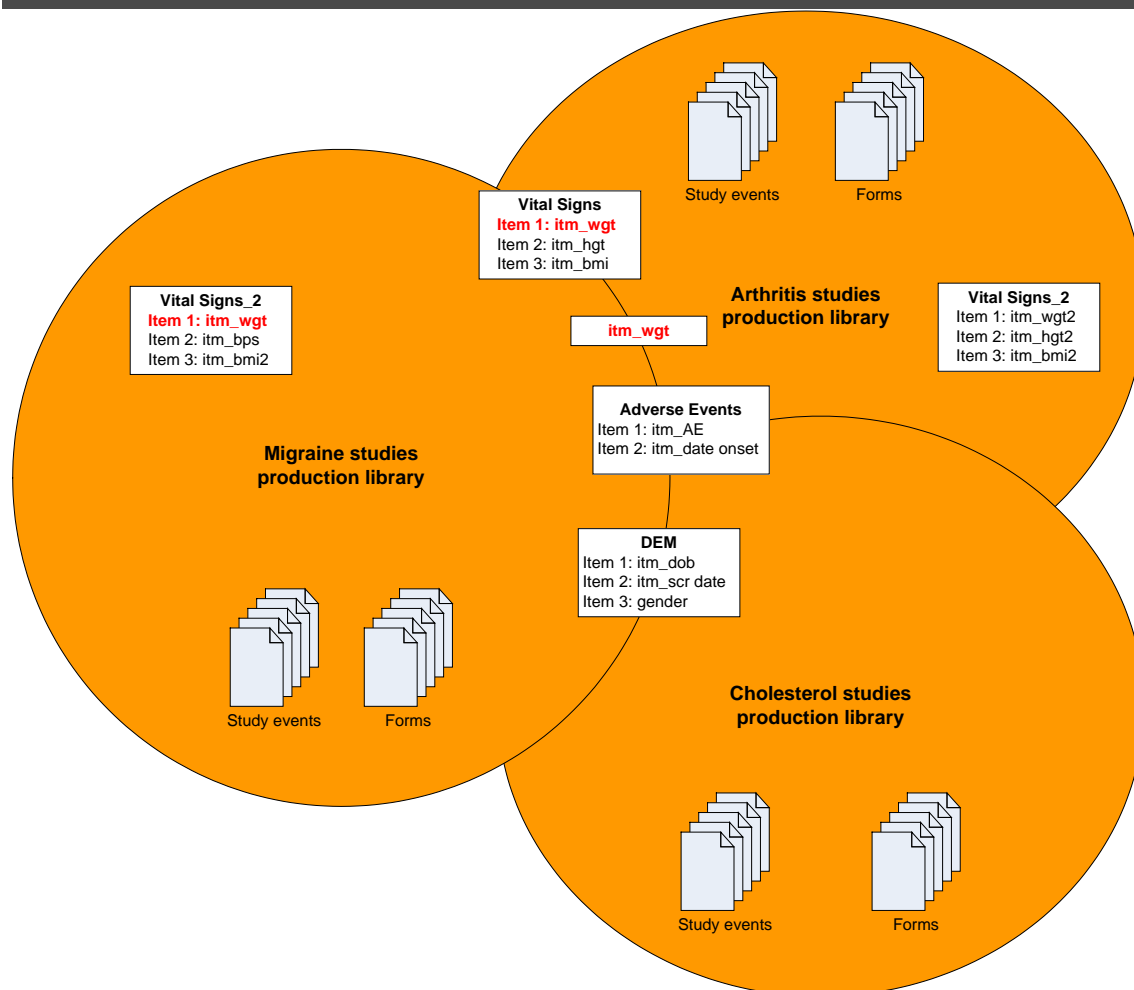 Study events
Forms
Vital Signs
Item 1: itm_wgt
Item 2: itm_hgt
Item 3: itm_bmi
Arthritis studies
production library
Vital Signs_2
Item 1: itm_wgt2
Item 2: itm_hgt2
Item 3: itm_bmi2
Vital Signs_2
Item 1: itm_wgt
Item 2: itm_bps
Item 3: itm_bmi2
itm_wgt
Adverse Events
Item 1: itm_AE
Item 2: itm_date onset
Migraine studies
production library
DEM
Item 1: itm_dob
Item 2: itm_scr date
Item 3: gender
Study events
Forms
Cholesterol studies
production library
Study events
Forms